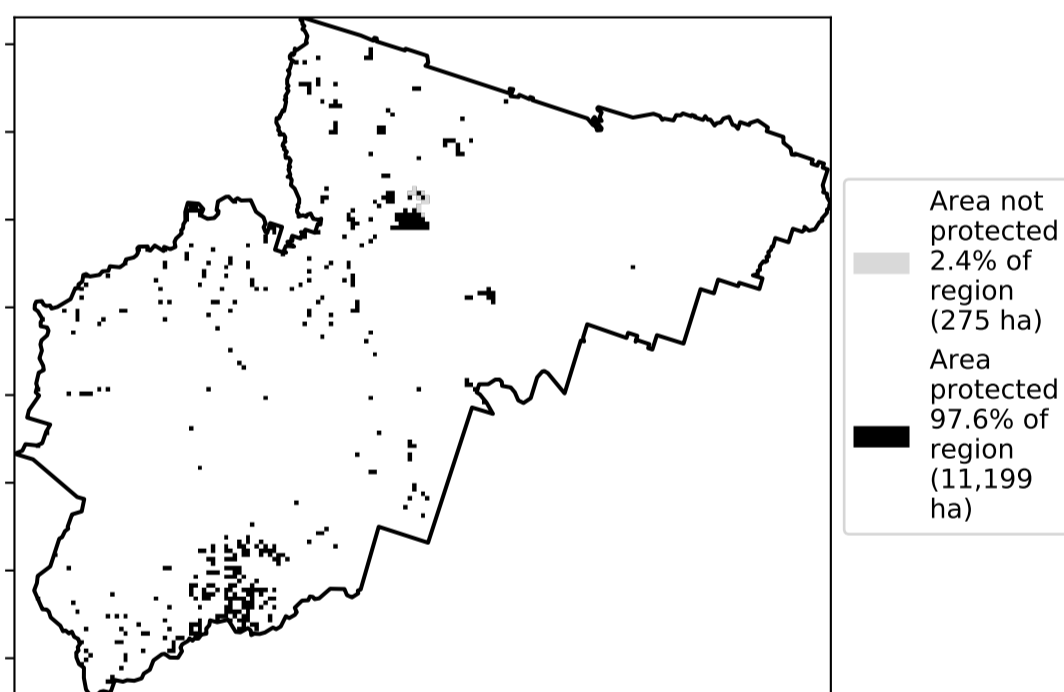 Area not
protected
2.4% of
region
(275 ha)
Area
protected
97.6% of
region
(11,199
ha)